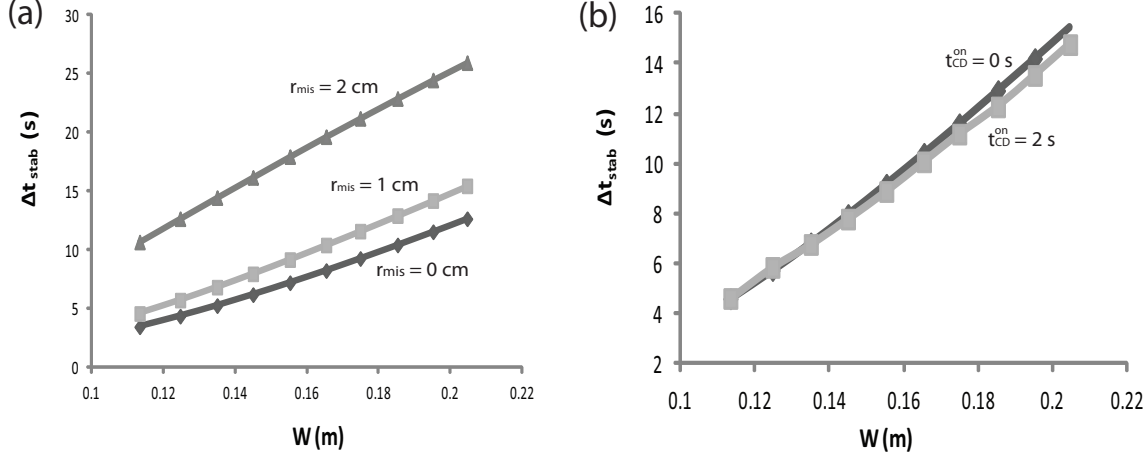 (a)
30
25
20
15
10
5
0
Δt stab (s)
r mis = 2 cm
r mis = 1 cm
r mis = 0 cm
0.1 0.12 0.14 0.16 0.18 0.2 0.22
W (m)
(b)
16
14
12
10
8
6
4
2
Δt stab (s)
t on CD = 0 s
t on CD = 2 s
0.1 0.12 0.14 0.16 0.18 0.2 0.22
W (m)